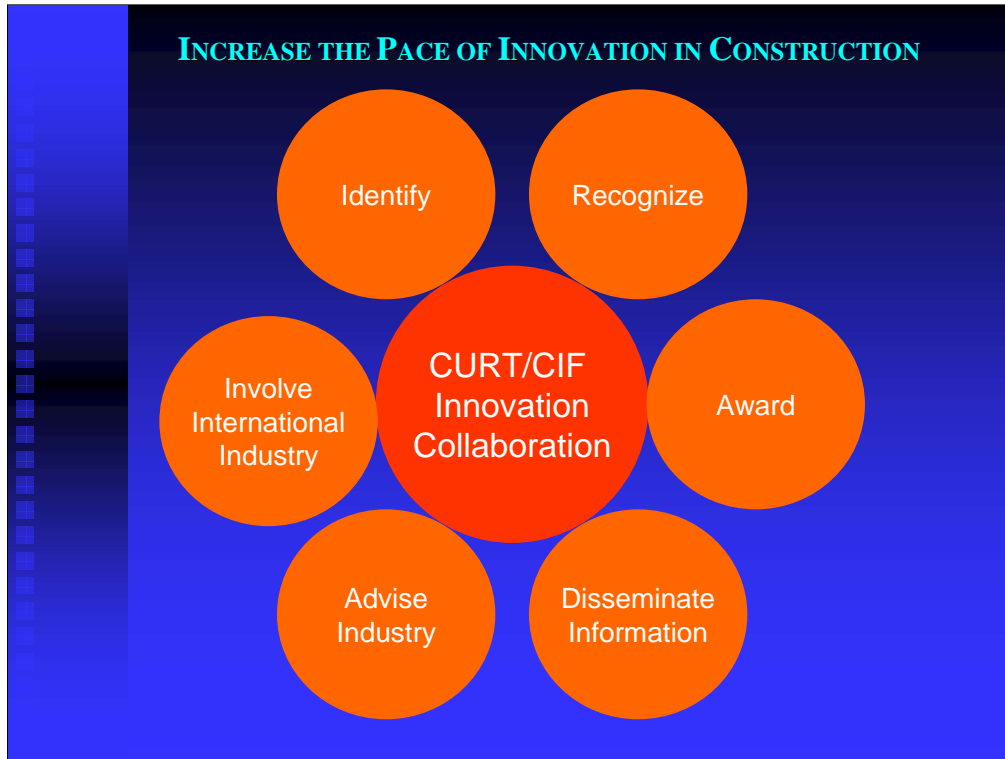 INCREASE THE PACE OF INNOVATION IN CONSTRUCTION
Identify
Recognize
CURT/CIF
Innovation
Collaboration
Involve
International
Industry
Award
Advise
Industry
Disseminate
Information